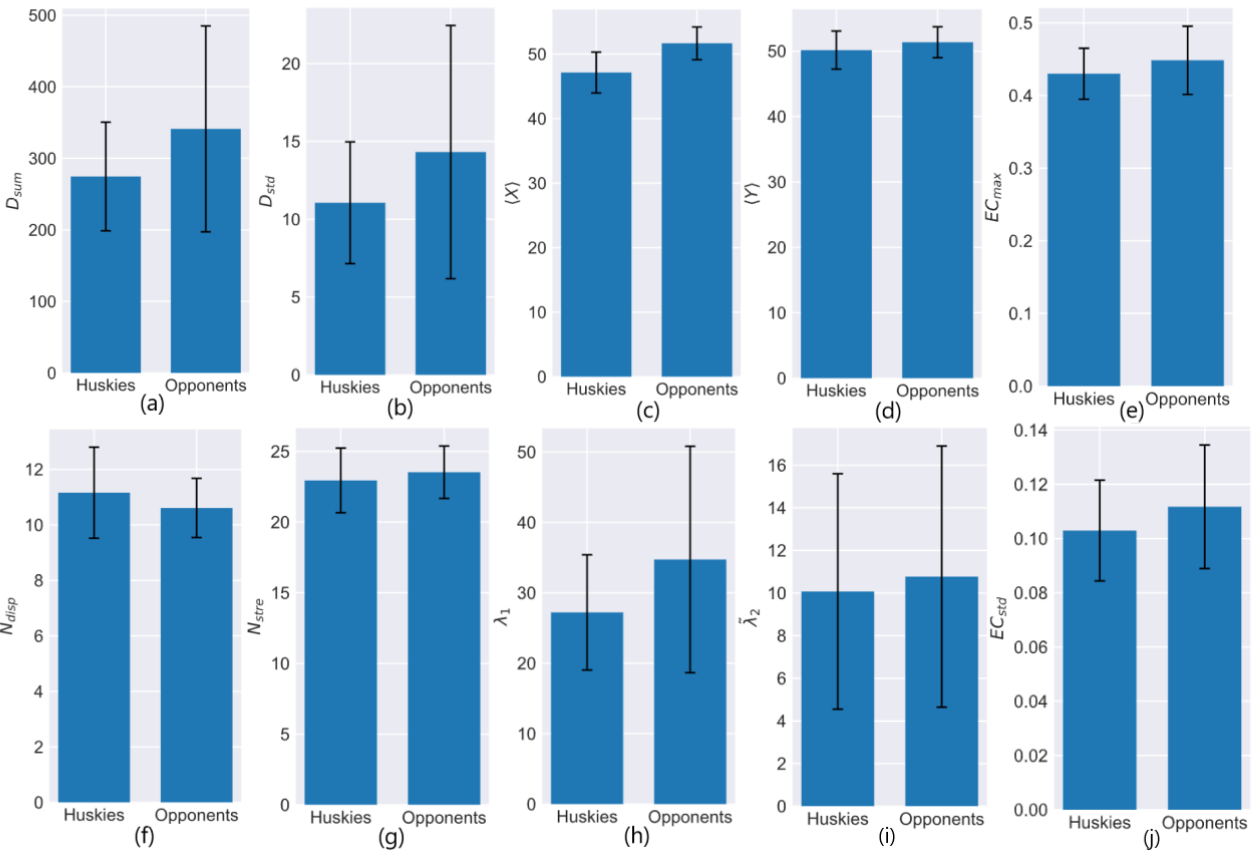 500
400
300
200
100
0
D_sum
Huskies Opponents
(a)
20
15
10
5
0
D_std
Huskies Opponents
(b)
50
40
30
20
10
0
⟨X⟩
Huskies Opponents
(c)
50
40
30
20
10
0
⟨Y⟩
Huskies Opponents
(d)
0.5
0.4
0.3
0.2
0.1
0.0
EC_max
Huskies Opponents
(e)
12
10
8
6
4
2
0
N_disp
Huskies Opponents
(f)
25
20
15
10
5
0
N_stre
Huskies Opponents
(g)
50
40
30
20
10
0
λ₁
Huskies Opponents
(h)
16
14
12
10
8
6
4
2
0
λ̃₂
Huskies Opponents
(i)
0.14
0.12
0.10
0.08
0.06
0.04
0.02
0.00
EC_std
Huskies Opponents
(j)